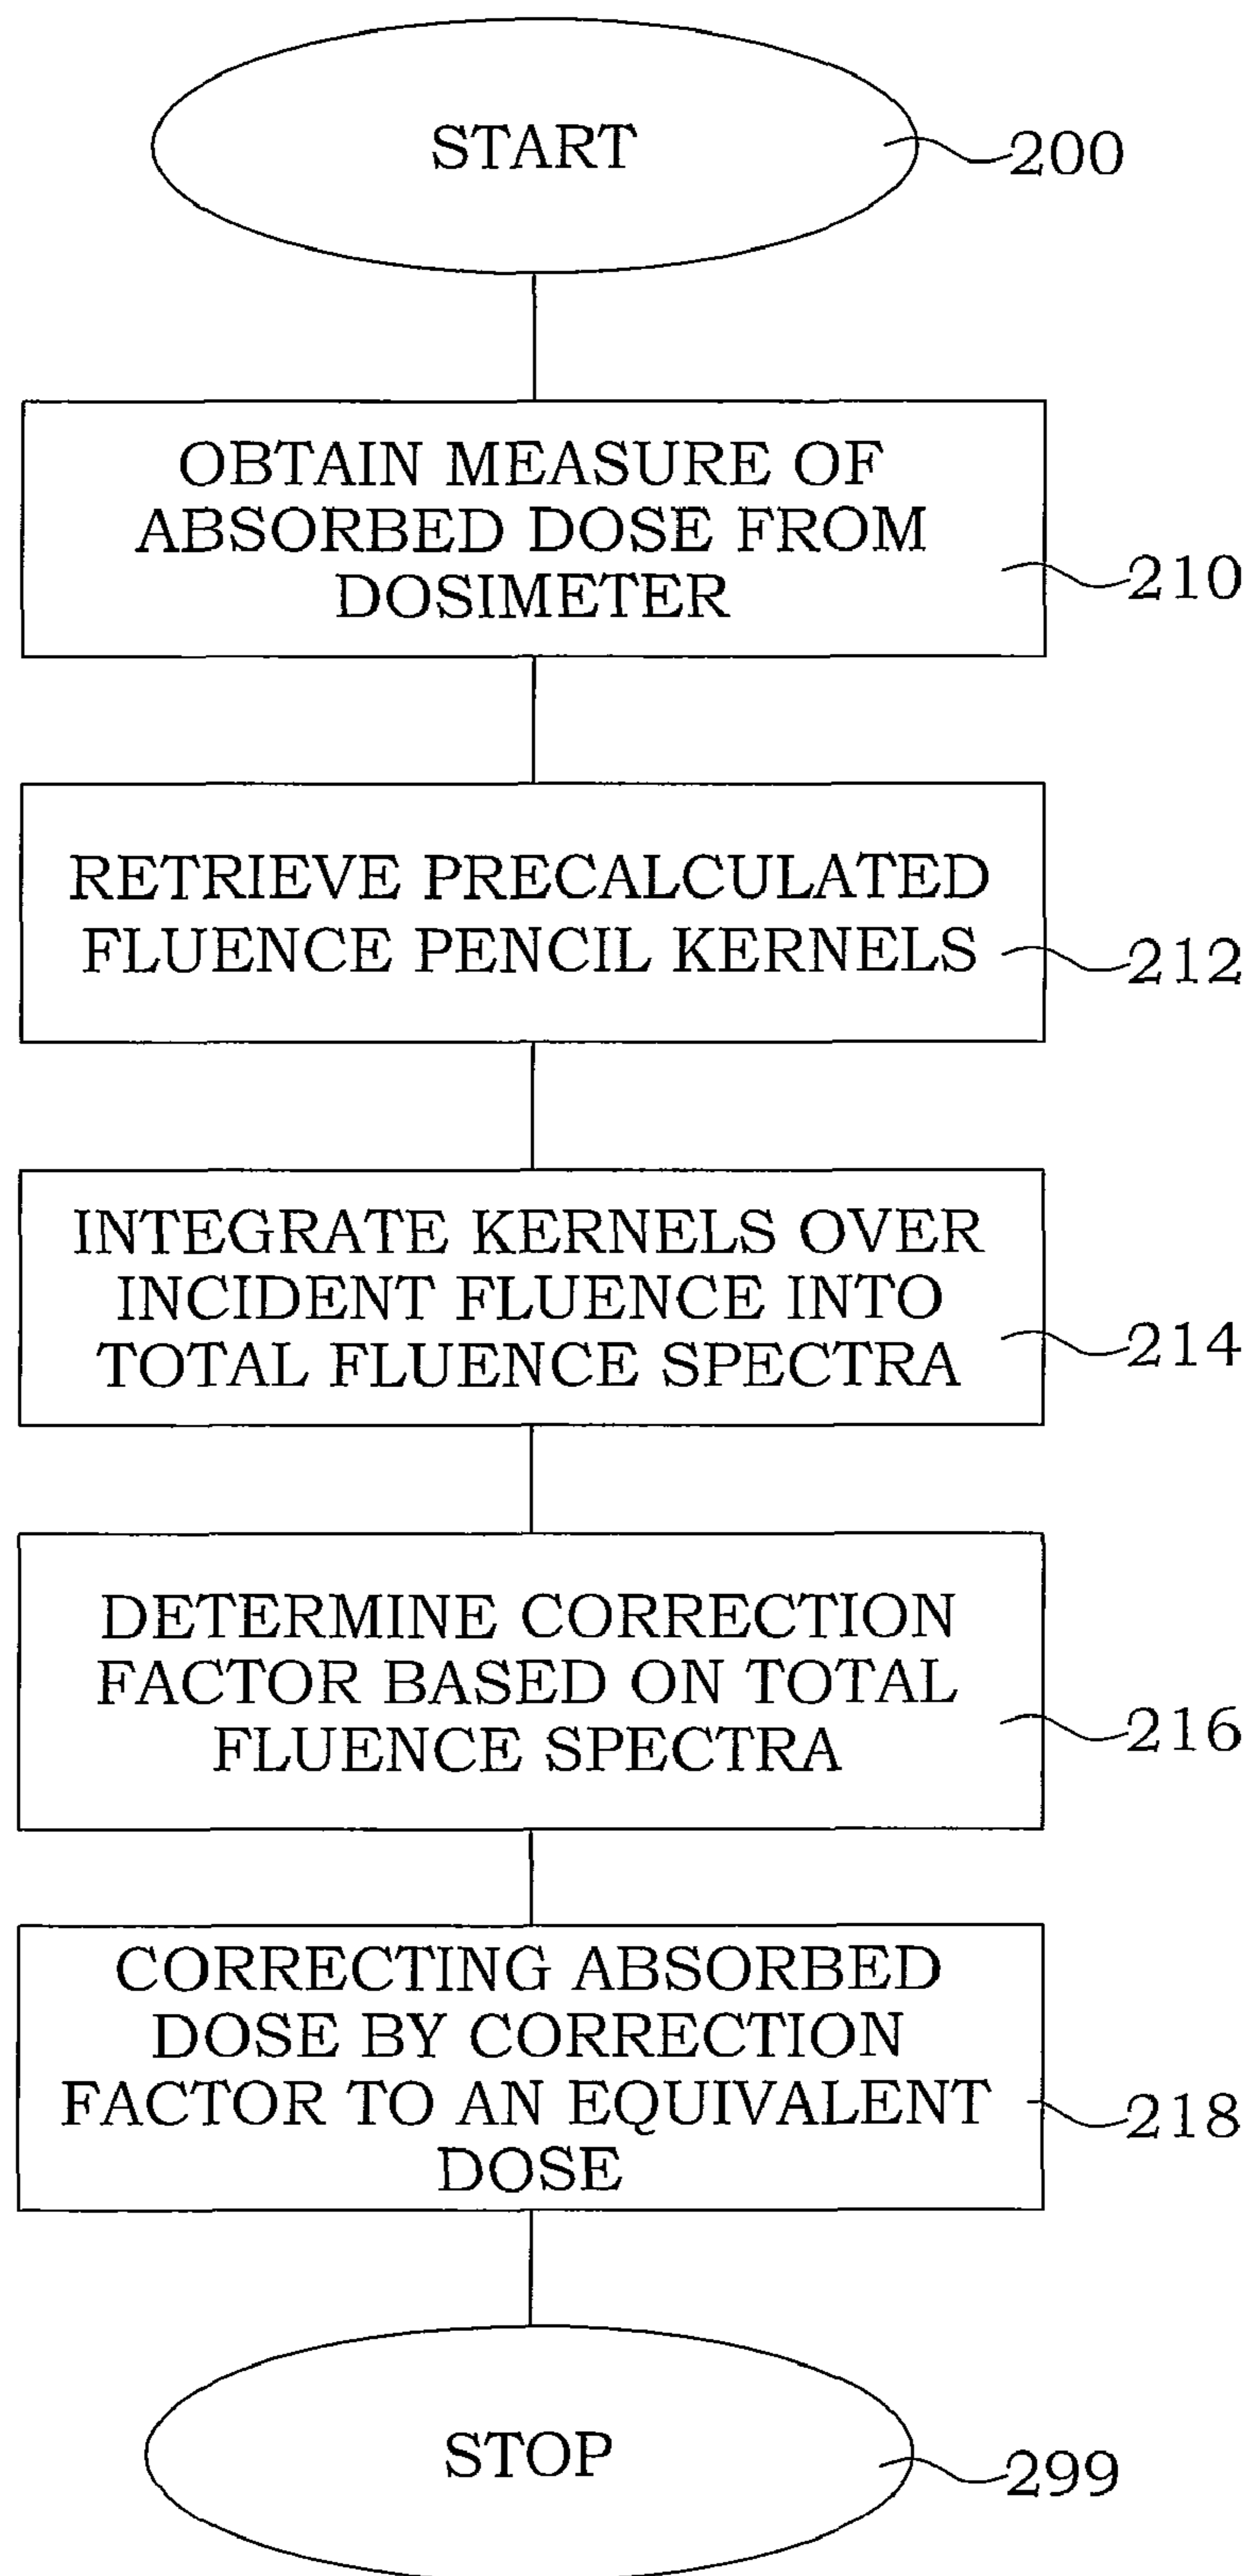 START
200
OBTAIN MEASURE OF
ABSORBED DOSE FROM
DOSIMETER
210
RETRIEVE PRECALCULATED
FLUENCE PENCIL KERNELS
212
INTEGRATE KERNELS OVER
INCIDENT FLUENCE INTO
TOTAL FLUENCE SPECTRA
214
DETERMINE CORRECTION
FACTOR BASED ON TOTAL
FLUENCE SPECTRA
216
CORRECTING ABSORBED
DOSE BY CORRECTION
FACTOR TO AN EQUIVALENT
DOSE
218
STOP
299